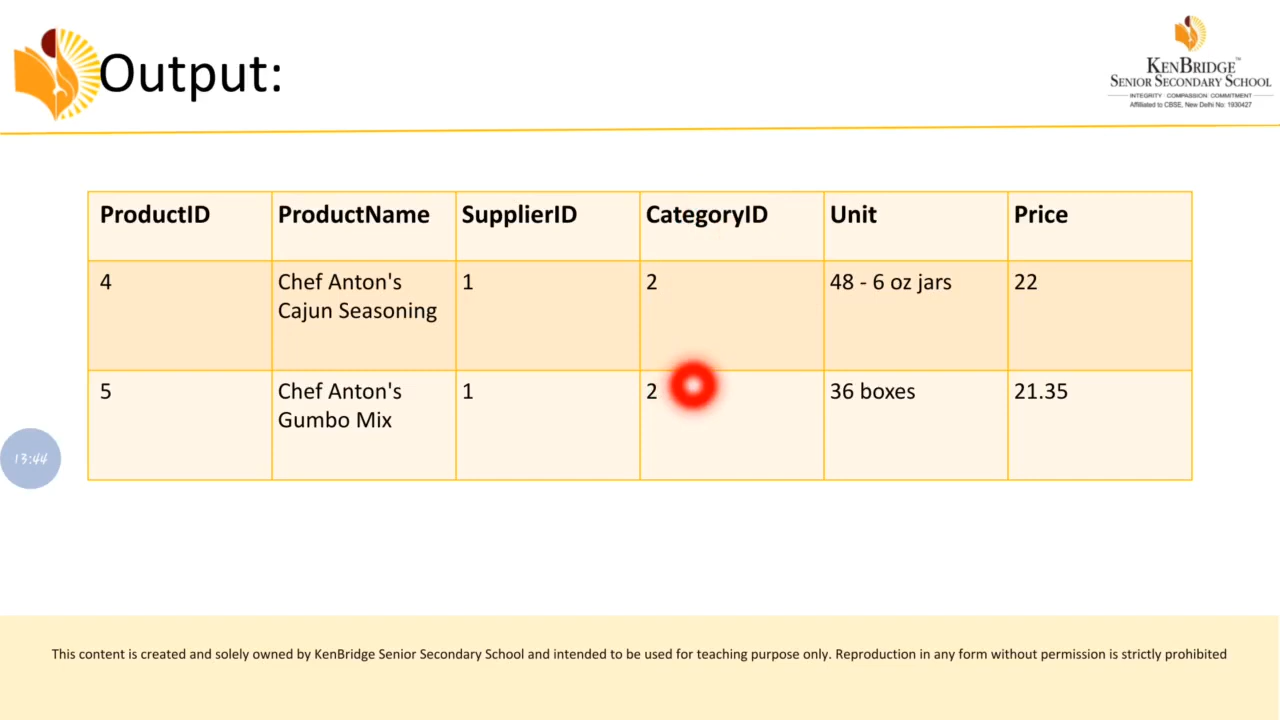 Output:
KENBRIDGE™
SENIOR SECONDARY SCHOOL
INTEGRITY COMPASSION COMMITMENT
Affiliated to CBSE, New Delhi No: 1930427
ProductID ProductName SupplierID CategoryID Unit Price
4 Chef Anton's 1 2 48 - 6 oz jars 22
Cajun Seasoning
5 Chef Anton's 1 2 36 boxes 21.35
Gumbo Mix
13:44
This content is created and solely owned by KenBridge Senior Secondary School and intended to be used for teaching purpose only. Reproduction in any form without permission is strictly prohibited